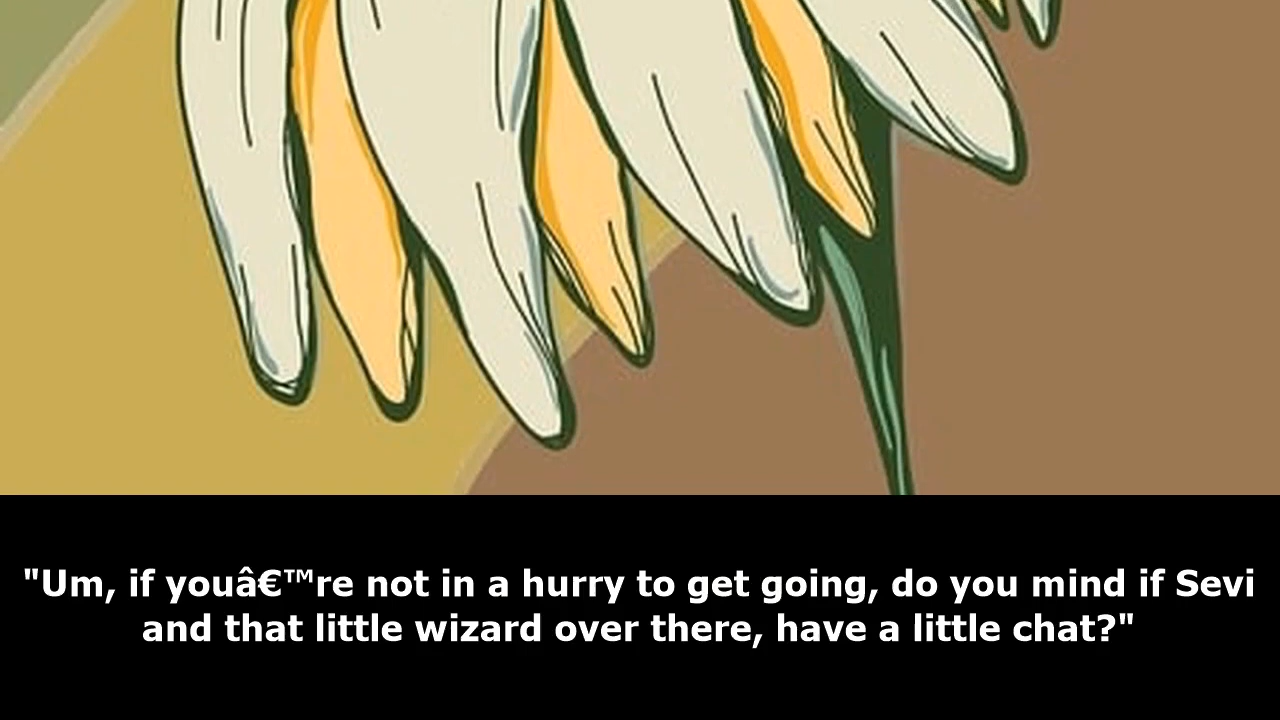 "Um, if youâ€™re not in a hurry to get going, do you mind if Sevi
and that little wizard over there, have a little chat?"